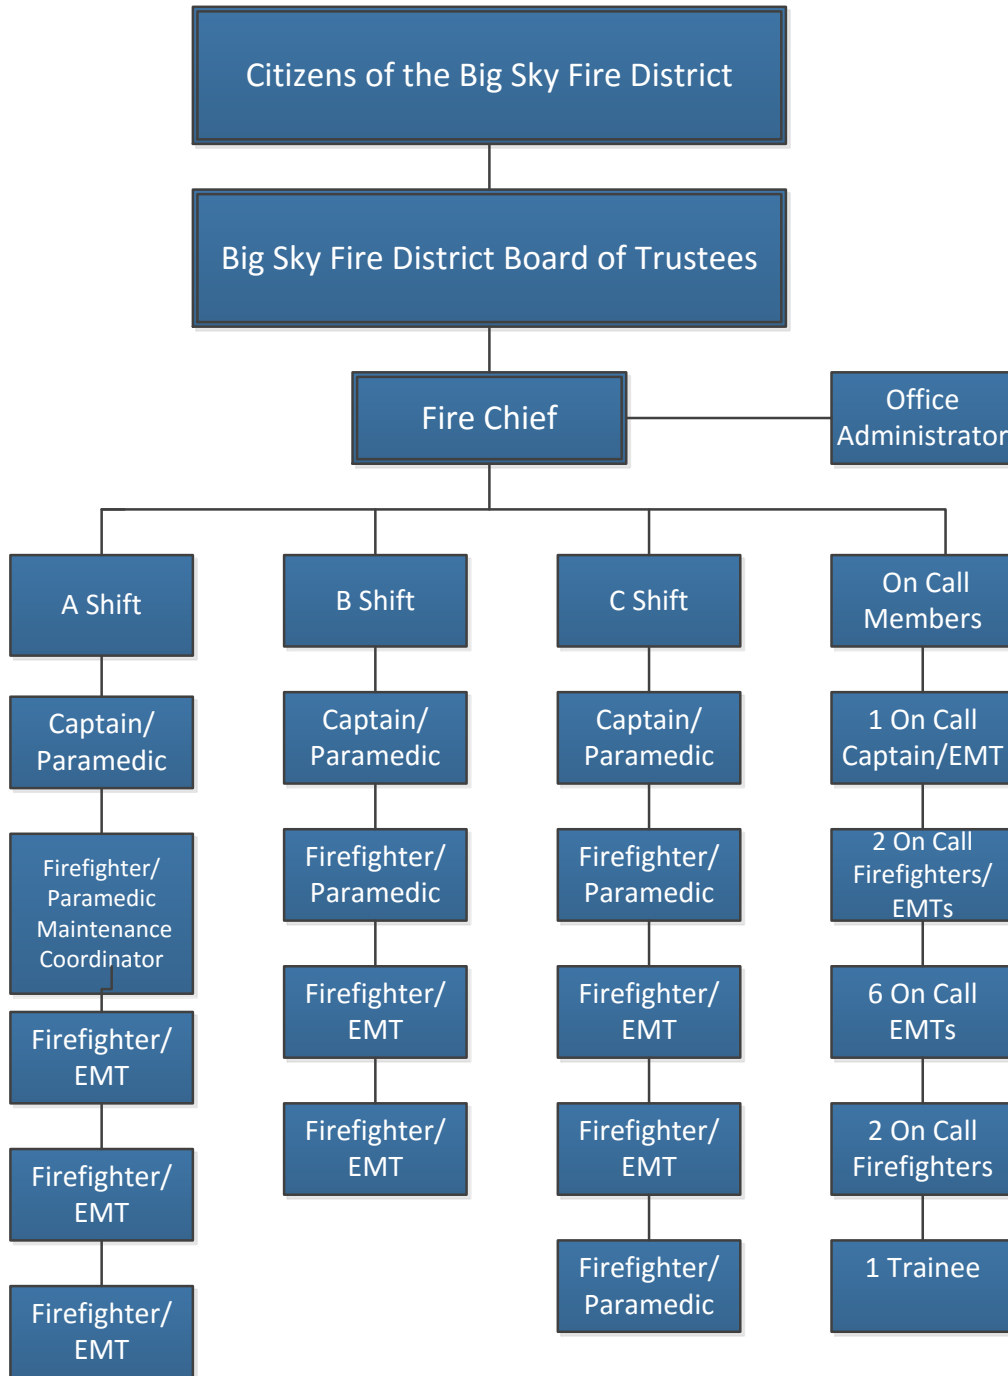 Citizens of the Big Sky Fire District
Big Sky Fire District Board of Trustees
Fire Chief
Office
Administrator
A Shift
Captain/
Paramedic
Firefighter/
Paramedic
Maintenance
Coordinator
Firefighter/
EMT
Firefighter/
EMT
Firefighter/
EMT
B Shift
Captain/
Paramedic
Firefighter/
Paramedic
Firefighter/
EMT
Firefighter/
EMT
C Shift
Captain/
Paramedic
Firefighter/
Paramedic
Firefighter/
EMT
Firefighter/
EMT
Firefighter/
Paramedic
On Call
Members
1 On Call
Captain/EMT
2 On Call
Firefighters/
EMTs
6 On Call
EMTs
2 On Call
Firefighters
1 Trainee